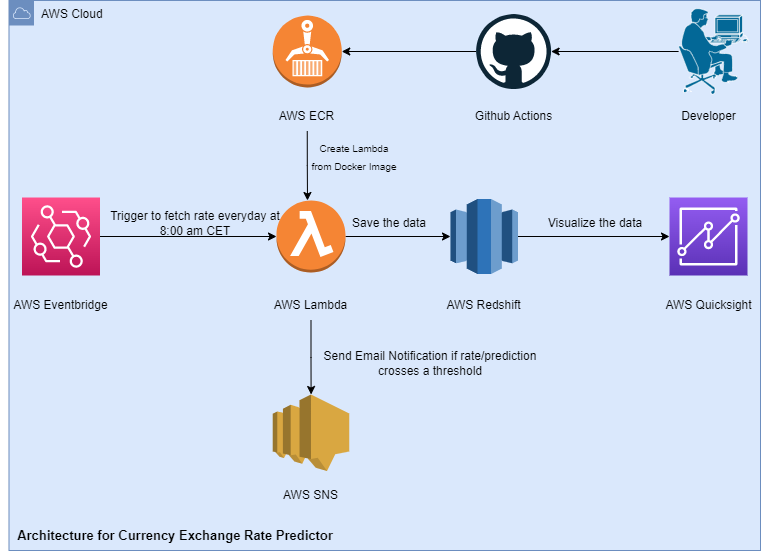 AWS Cloud
AWS ECR
Github Actions
Developer
Create Lambda
from Docker Image
Trigger to fetch rate everyday at
8:00 am CET
Save the data
Visualize the data
AWS Eventbridge
AWS Lambda
AWS Redshift
AWS Quicksight
Send Email Notification if rate/prediction
crosses a threshold
AWS SNS
Architecture for Currency Exchange Rate Predictor